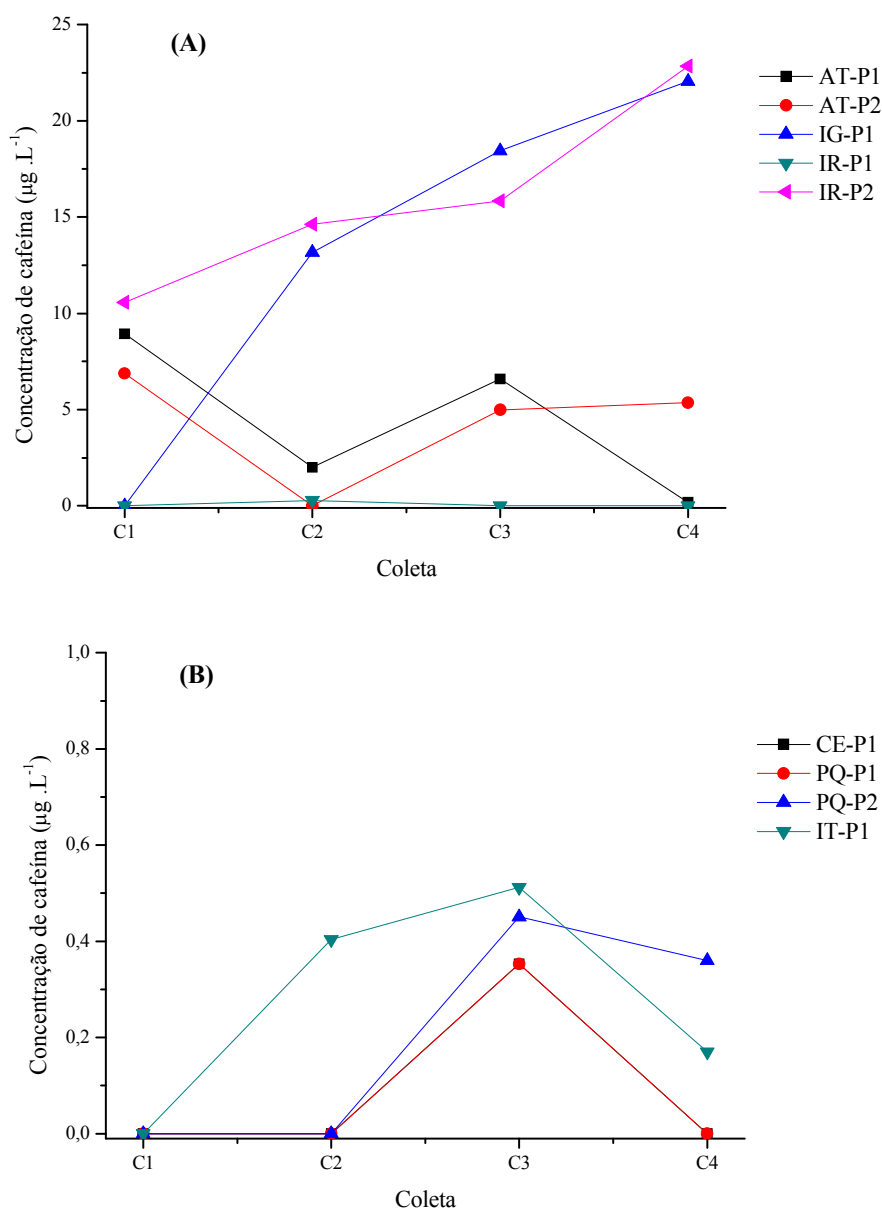 (A)
25
20
15
10
5
0
Concentração de cafeína (µg .L⁻¹)
C1 C2 C3 C4
Coleta
AT-P1
AT-P2
IG-P1
IR-P1
IR-P2
(B)
1,0
0,8
0,6
0,4
0,2
0,0
Concentração de cafeína (µg .L⁻¹)
C1 C2 C3 C4
Coleta
CE-P1
PQ-P1
PQ-P2
IT-P1